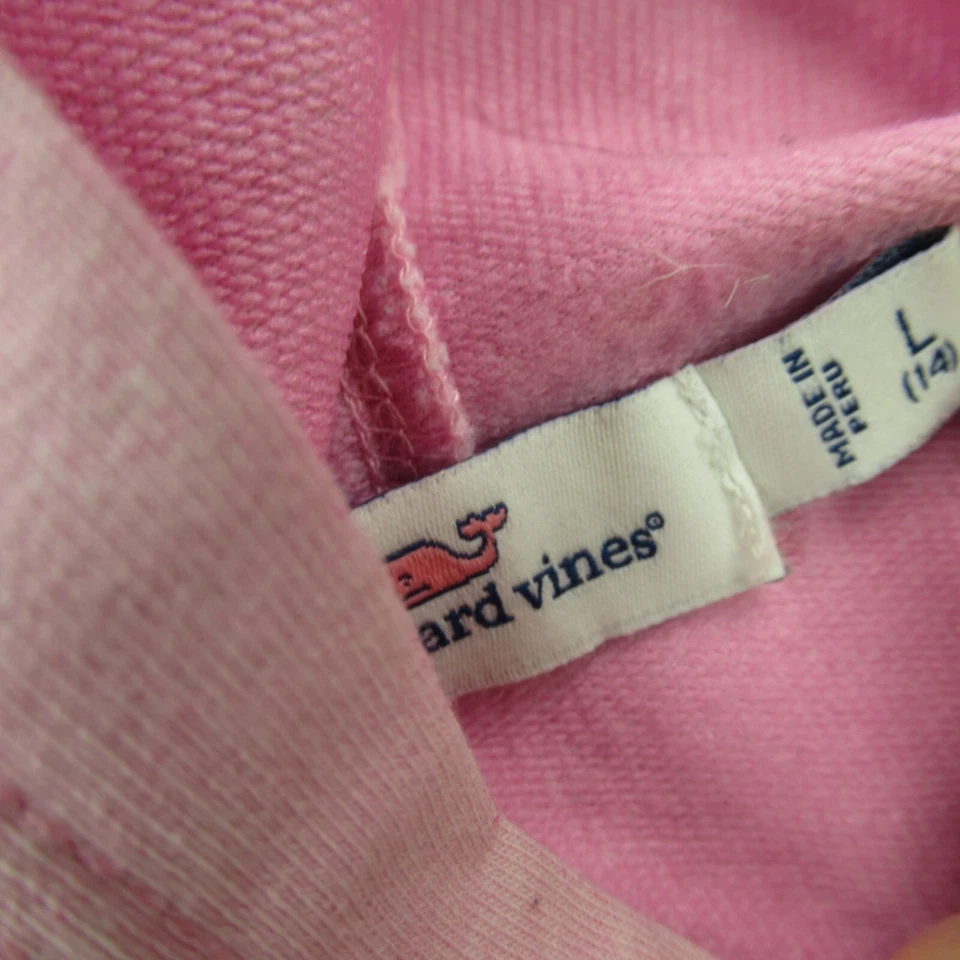 ard vines®
MADE IN
PERU
L
(14)